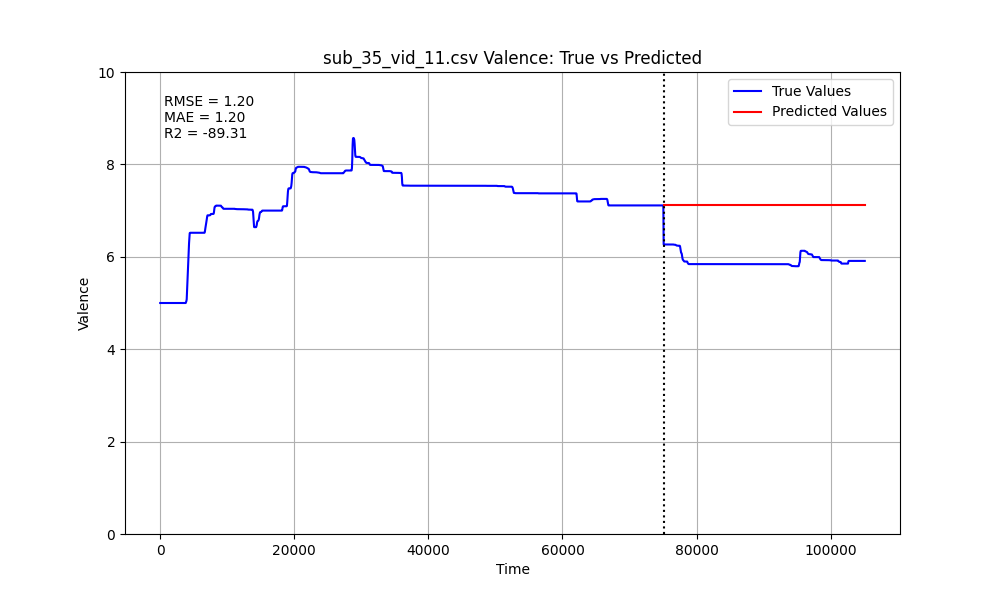 sub_35_vid_11.csv Valence: True vs Predicted
10
8
6
4
2
0
Valence
RMSE = 1.20
MAE = 1.20
R2 = -89.31
True Values
Predicted Values
0 20000 40000 60000 80000 100000
Time